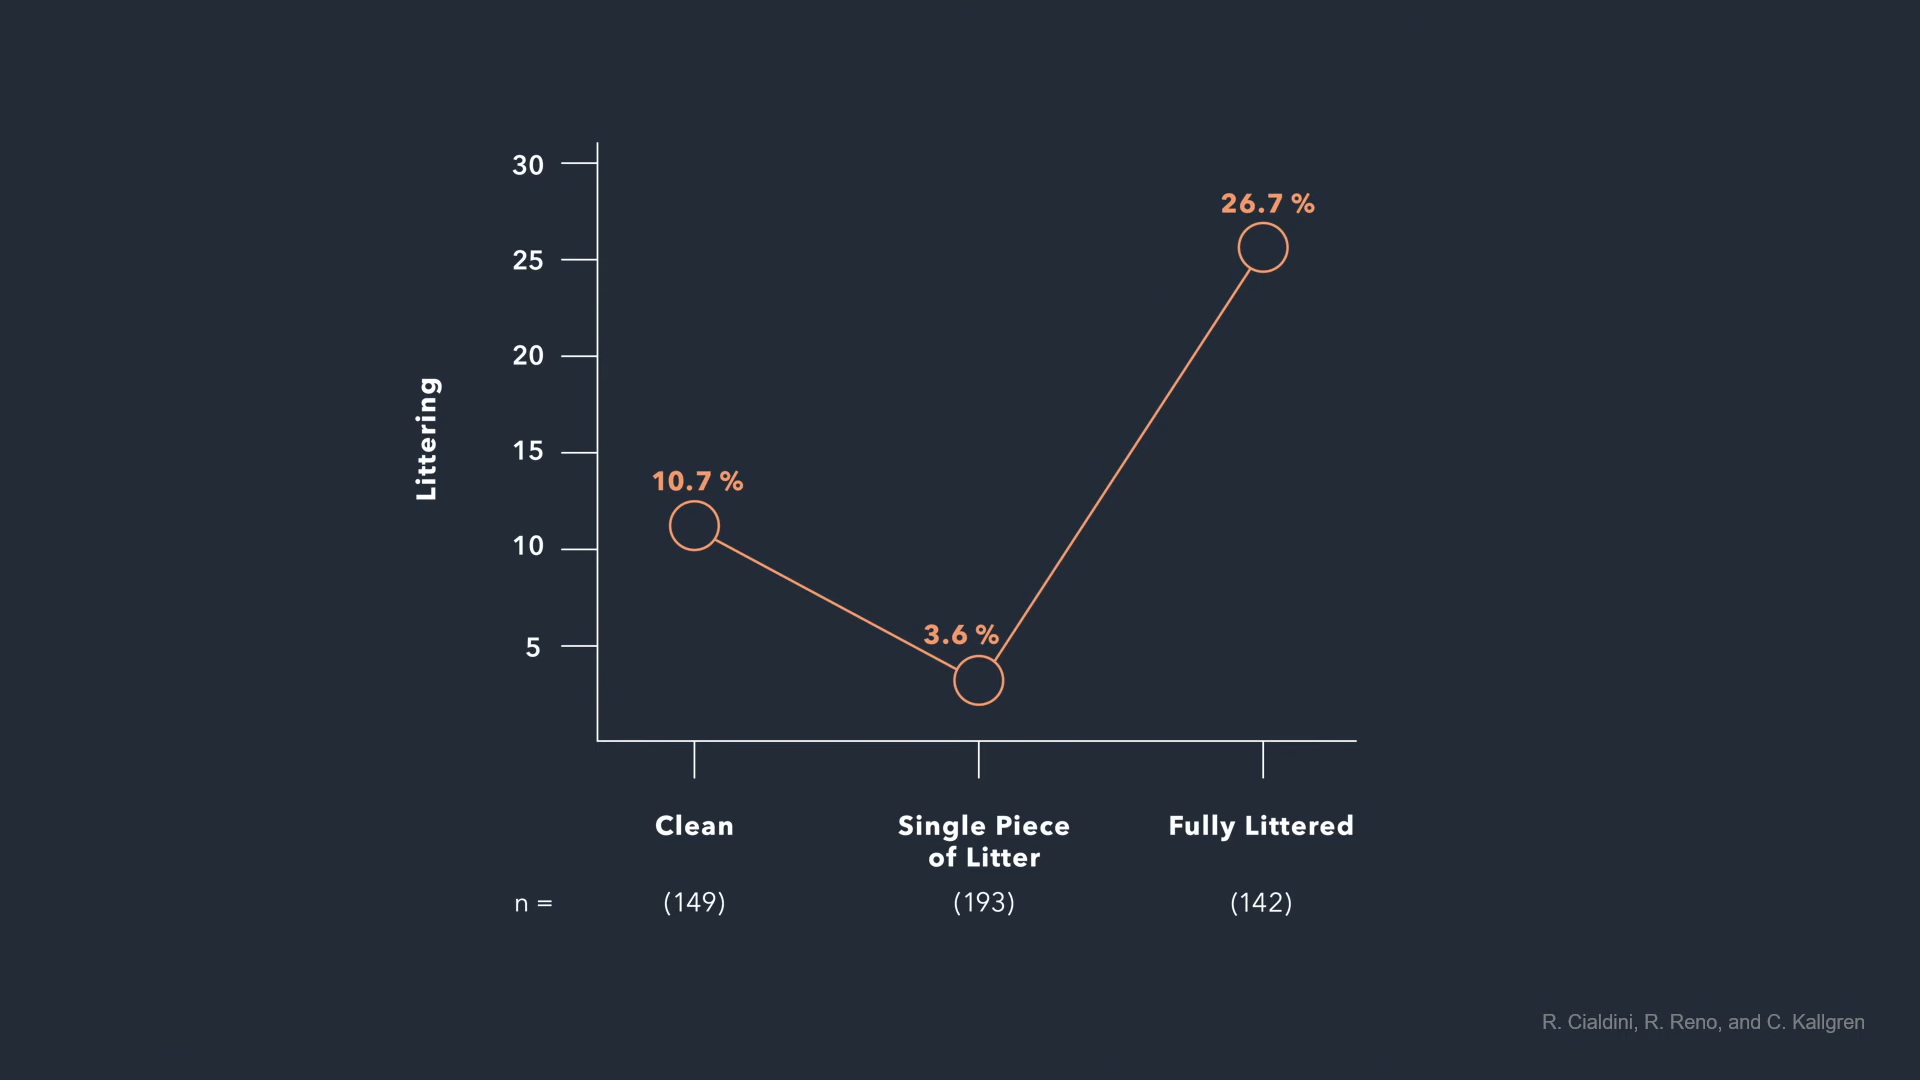 30
26.7 %
25
20
Littering
15
10.7 %
10
3.6 %
5
Clean
Single Piece
of Litter
Fully Littered
n =
(149)
(193)
(142)
R. Cialdini, R. Reno, and C. Kallgren